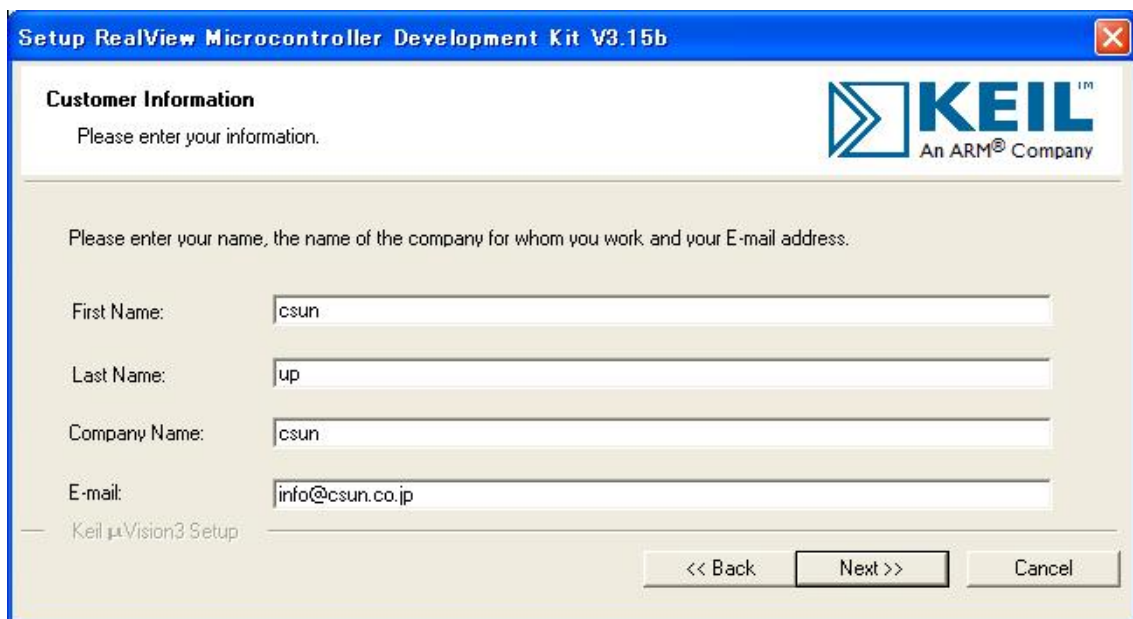 Setup RealView Microcontroller Development Kit V3.15b
Customer Information
Please enter your information.
KEIL™
An ARM® Company
Please enter your name, the name of the company for whom you work and your E-mail address.
First Name: csun
Last Name: up
Company Name: csun
E-mail: info@csun.co.jp
Keil µVision3 Setup
<< Back Next >> Cancel